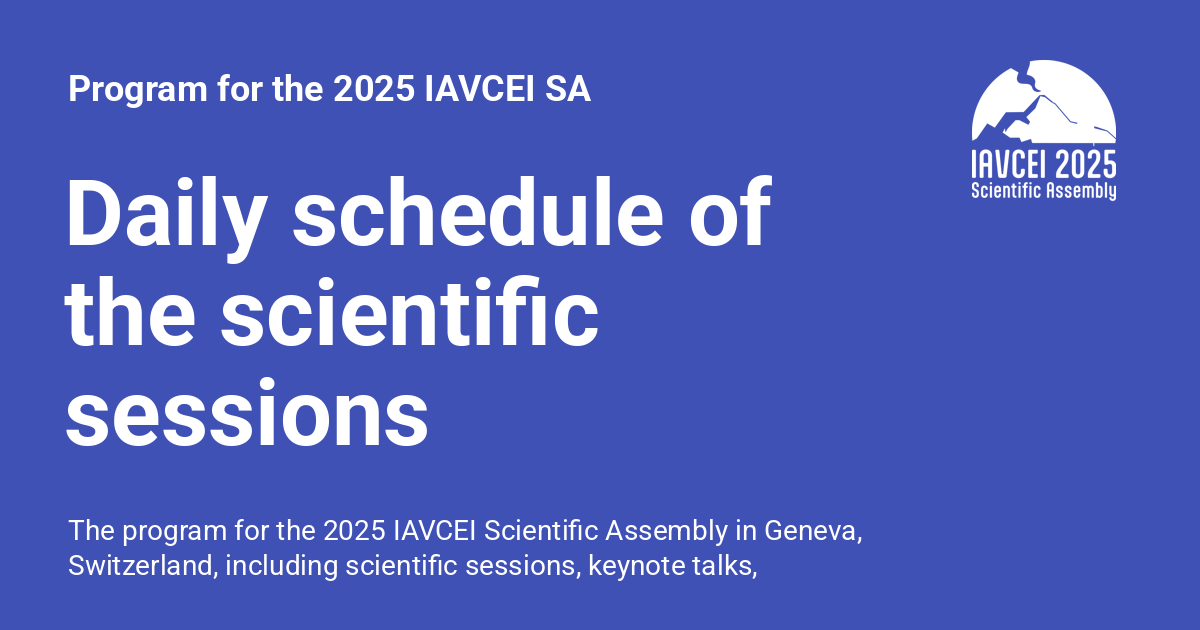 Program for the 2025 IAVCEI SA
IAVCEI 2025
Scientific Assembly
Daily schedule of
the scientific
sessions
The program for the 2025 IAVCEI Scientific Assembly in Geneva,
Switzerland, including scientific sessions, keynote talks,